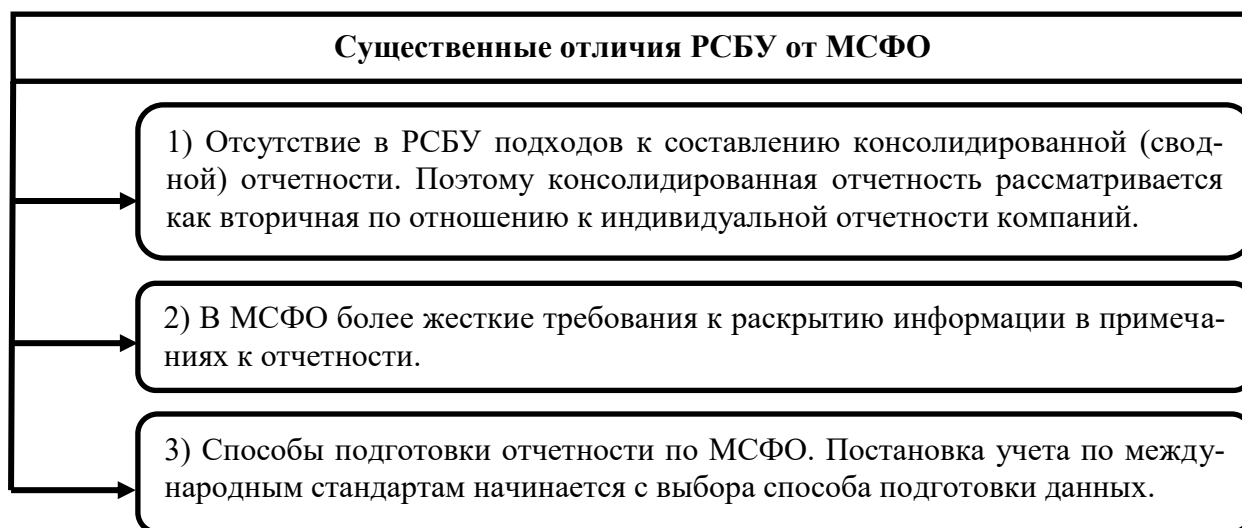 Существенные отличия РСБУ от МСФО
1) Отсутствие в РСБУ подходов к составлению консолидированной (свод-
ной) отчетности. Поэтому консолидированная отчетность рассматривается
как вторичная по отношению к индивидуальной отчетности компаний.
2) В МСФО более жесткие требования к раскрытию информации в примеча-
ниях к отчетности.
3) Способы подготовки отчетности по МСФО. Постановка учета по между-
народным стандартам начинается с выбора способа подготовки данных.